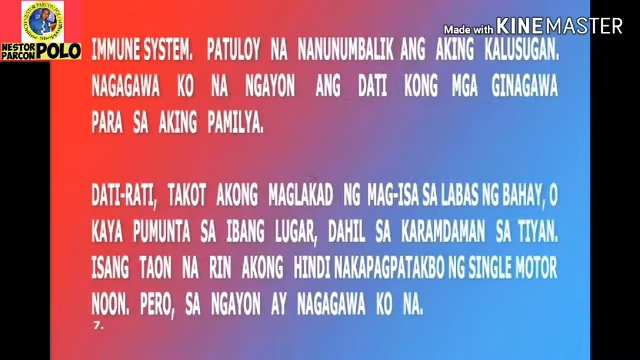 Made with KINEMASTER
NESTOR
PARCON POLO
IMMUNE SYSTEM. PATULOY NA NANUNUMBALIK ANG AKING KALUSUGAN.
NAGAGAWA KO NA NGAYON ANG DATI KONG MGA GINAGAWA
PARA SA AKING PAMILYA.
DATI-RATI, TAKOT AKONG MAGLAKAD NG MAG-ISA SA LABAS NG BAHAY, O
KAYA PUMUNTA SA IBANG LUGAR, DAHIL SA KARAMDAMAN SA TIYAN.
ISANG TAON NA RIN AKONG HINDI NAKAPAGPATAKBO NG SINGLE MOTOR
NOON. PERO, SA NGAYON AY NAGAGAWA KO NA.
7.